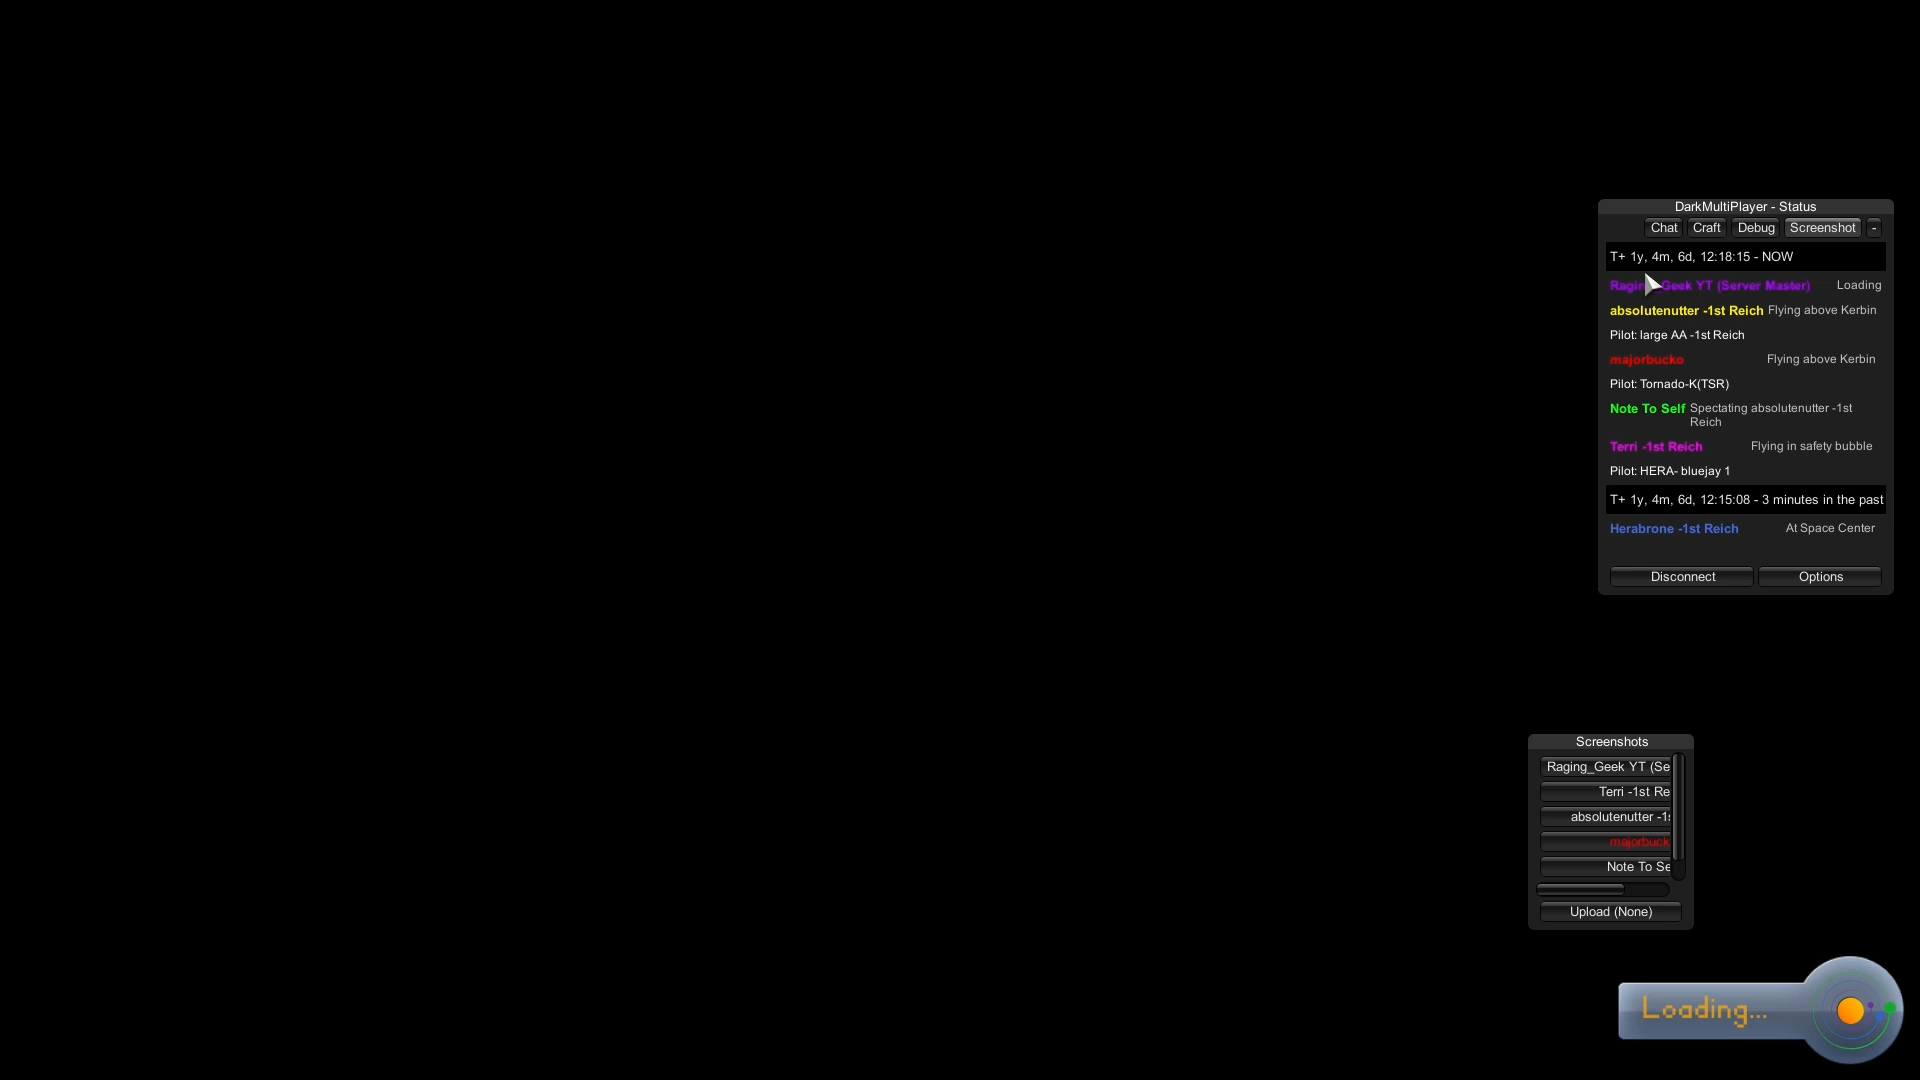 DarkMultiPlayer - Status
Chat Craft Debug Screenshot -
T+ 1y, 4m, 6d, 12:18:15 - NOW
Raging_Geek YT (Server Master) Loading
absolutenutter -1st Reich Flying above Kerbin
Pilot: large AA -1st Reich
majorbucko Flying above Kerbin
Pilot: Tornado-K(TSR)
Note To Self Spectating absolutenutter -1st
Reich
Terri -1st Reich Flying in safety bubble
Pilot: HERA- bluejay 1
T+ 1y, 4m, 6d, 12:15:08 - 3 minutes in the past
Herabrone -1st Reich At Space Center
Disconnect Options
Screenshots
Raging_Geek YT (Se
Terri -1st Re
absolutenutter -1s
majorbuck
Note To Se
Upload (None)
Loading...